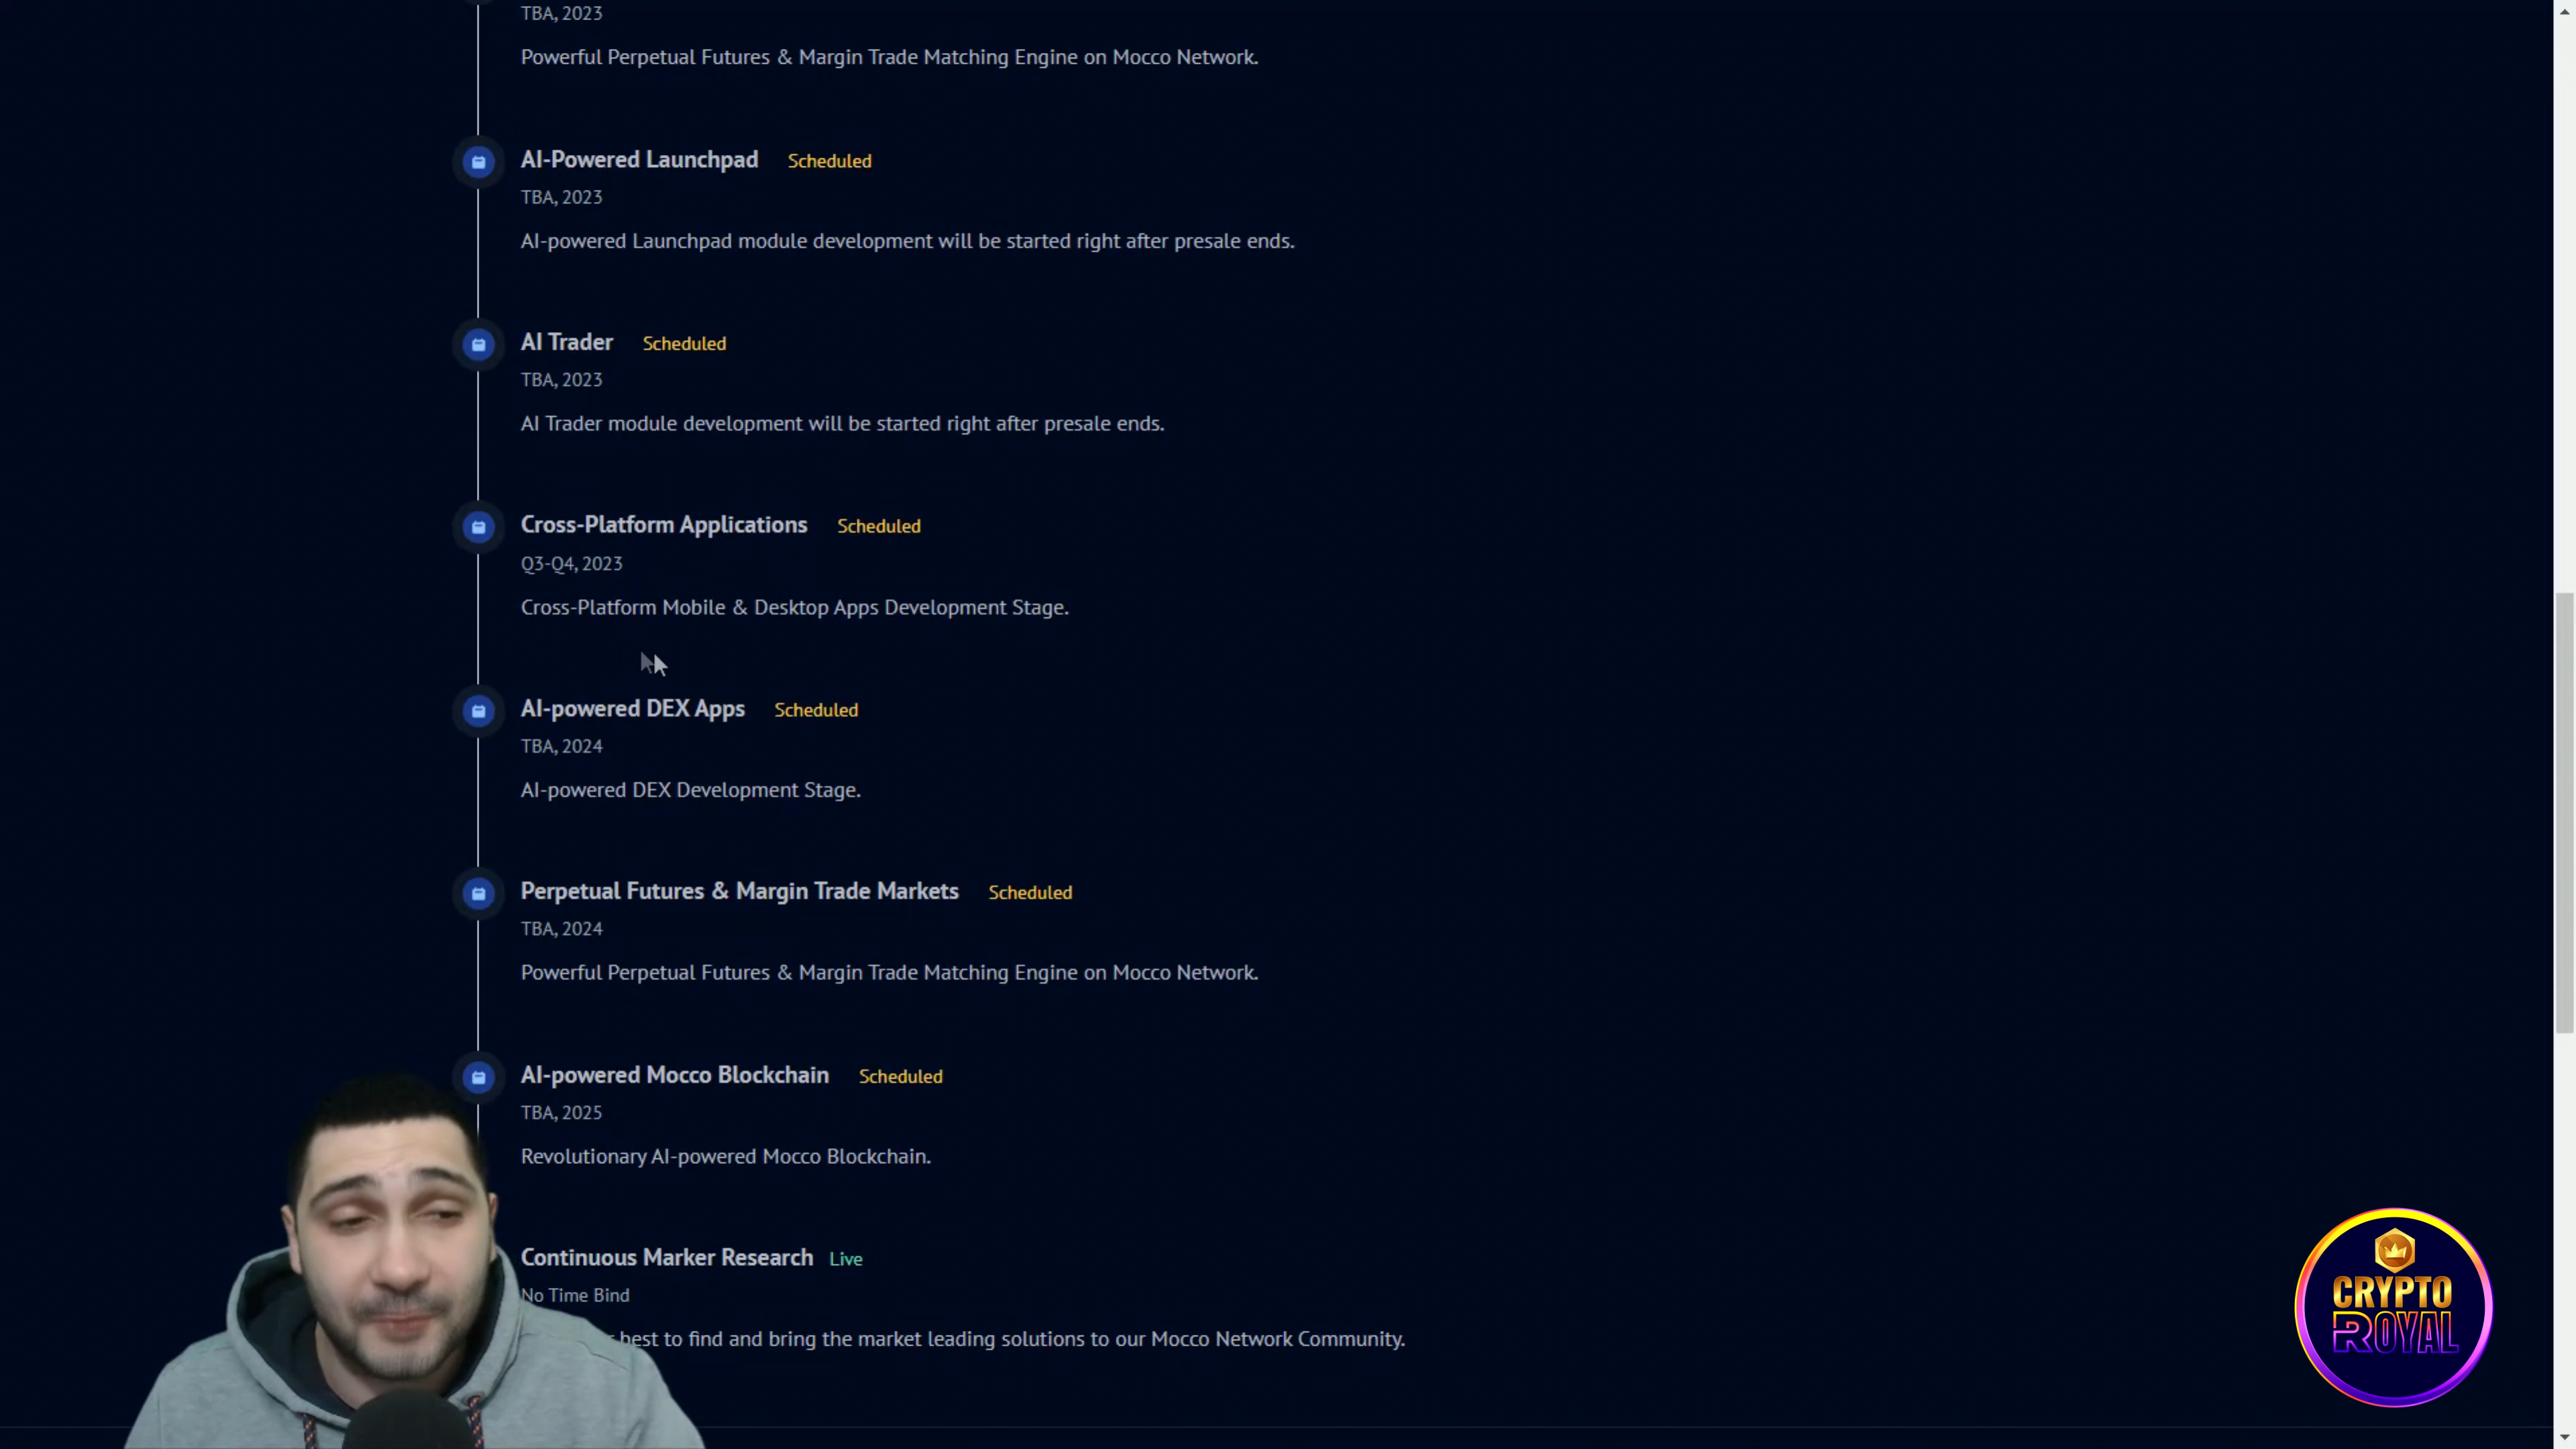 TBA, 2023
Powerful Perpetual Futures & Margin Trade Matching Engine on Mocco Network.
AI-Powered Launchpad Scheduled
TBA, 2023
AI-powered Launchpad module development will be started right after presale ends.
AI Trader Scheduled
TBA, 2023
AI Trader module development will be started right after presale ends.
Cross-Platform Applications Scheduled
Q3-Q4, 2023
Cross-Platform Mobile & Desktop Apps Development Stage.
AI-powered DEX Apps Scheduled
TBA, 2024
AI-powered DEX Development Stage.
Perpetual Futures & Margin Trade Markets Scheduled
TBA, 2024
Powerful Perpetual Futures & Margin Trade Matching Engine on Mocco Network.
AI-powered Mocco Blockchain Scheduled
TBA, 2025
Revolutionary AI-powered Mocco Blockchain.
Continuous Marker Research Live
No Time Bind
best to find and bring the market leading solutions to our Mocco Network Community.
CRYPTO
ROYAL